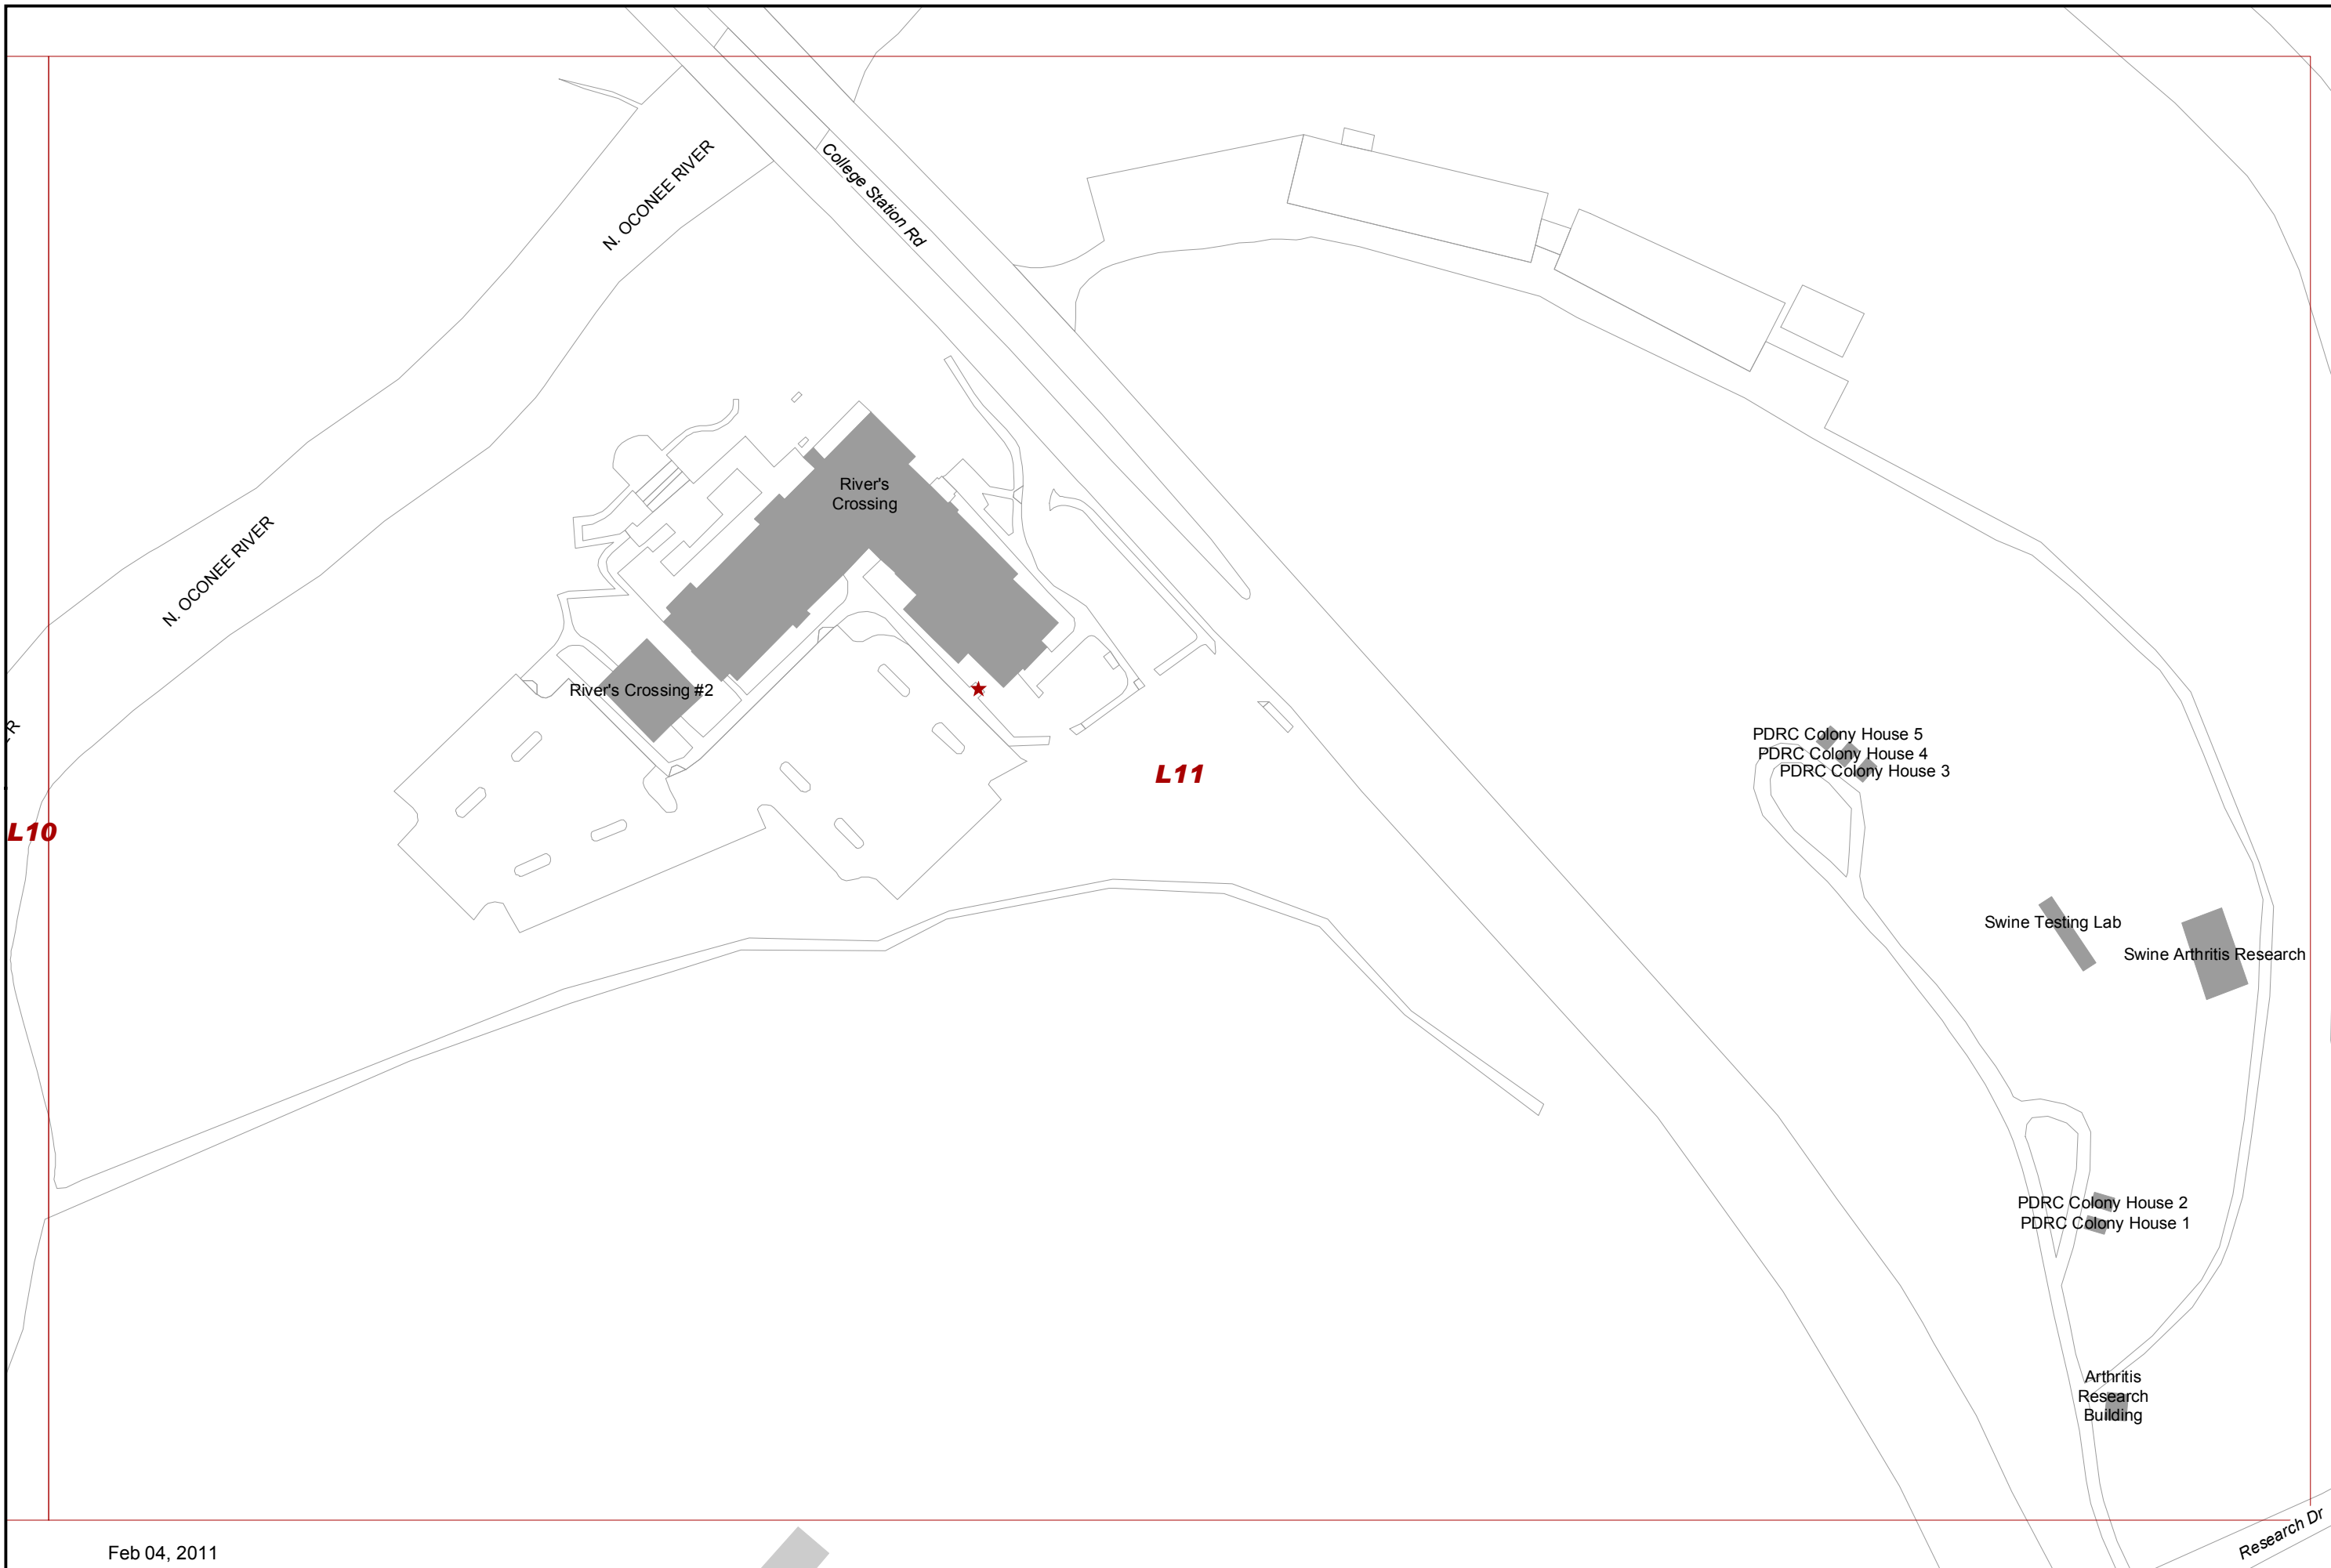 N. OCONEE RIVER
College Station Rd
River's
Crossing
N. OCONEE RIVER
River's Crossing #2
R
L10
L11
PDRC Colony House 5
PDRC Colony House 4
PDRC Colony House 3
Swine Testing Lab
Swine Arthritis Research
PDRC Colony House 2
PDRC Colony House 1
Arthritis
Research
Building
Research Dr
Feb 04, 2011